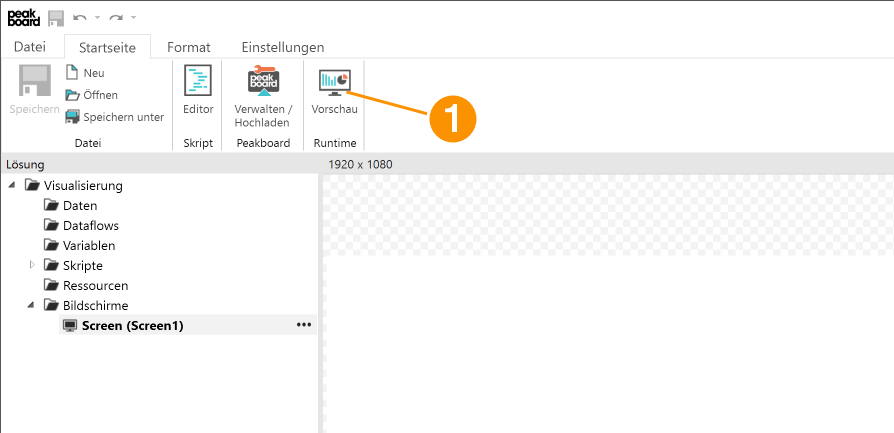 peak
board
Datei Startseite Format Einstellungen
Speichern
Neu
Öffnen
Speichern unter
Datei
Editor
Skript
peak
board
Verwalten /
Hochladen
Peakboard
Vorschau
Runtime
1
Lösung
1920 x 1080
Visualisierung
Daten
Dataflows
Variablen
Skripte
Ressourcen
Bildschirme
Screen (Screen1) •••